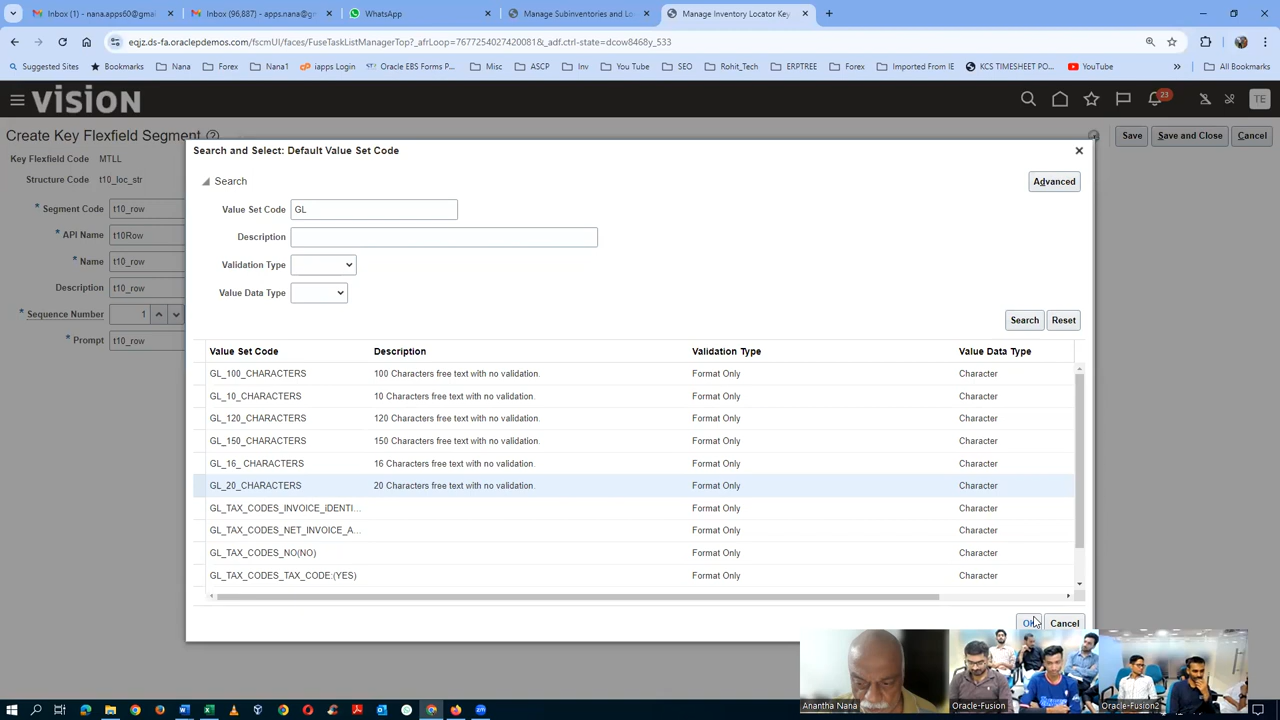 Inbox (1) - nana.apps60@gmail
Inbox (96,887) - apps.nana@g
WhatsApp
Manage Subinventories and Lo
Manage Inventory Locator Key
eqjz.ds-fa.oraclepdemos.com/fscmUI/faces/FuseTaskListManagerTop?_afrLoop=7677254027420081&_adf.ctrl-state=dcow8468y_533
Suggested Sites
Bookmarks
Nana
Forex
Nana1
iapps Login
Oracle EBS Forms P...
Misc
ASCP
Inv
You Tube
SEO
Rohit_Tech
ERPTREE
Forex
Imported From IE
KCS TIMESHEET PO...
YouTube
All Bookmarks
VISION
23
TE
Create Key Flexfield Segment
Save
Save and Close
Cancel
Key Flexfield Code MTLL
Structure Code t10_loc_str
* Segment Code t10_row
* API Name t10Row
* Name t10_row
Description t10_row
* Sequence Number 1
* Prompt t10_row
Search and Select: Default Value Set Code
Search
Advanced
Value Set Code GL
Description
Validation Type
Value Data Type
Search
Reset
Value Set Code Description Validation Type Value Data Type
GL_100_CHARACTERS 100 Characters free text with no validation. Format Only Character
GL_10_CHARACTERS 10 Characters free text with no validation. Format Only Character
GL_120_CHARACTERS 120 Characters free text with no validation. Format Only Character
GL_150_CHARACTERS 150 Characters free text with no validation. Format Only Character
GL_16_ CHARACTERS 16 Characters free text with no validation. Format Only Character
GL_20_CHARACTERS 20 Characters free text with no validation. Format Only Character
GL_TAX_CODES_INVOICE_IDENTI... Format Only Character
GL_TAX_CODES_NET_INVOICE_A... Format Only Character
GL_TAX_CODES_NO(NO) Format Only Character
GL_TAX_CODES_TAX_CODE:(YES) Format Only Character
OK
Cancel
Anantha Nana
Oracle-Fusion
Oracle-Fusion2